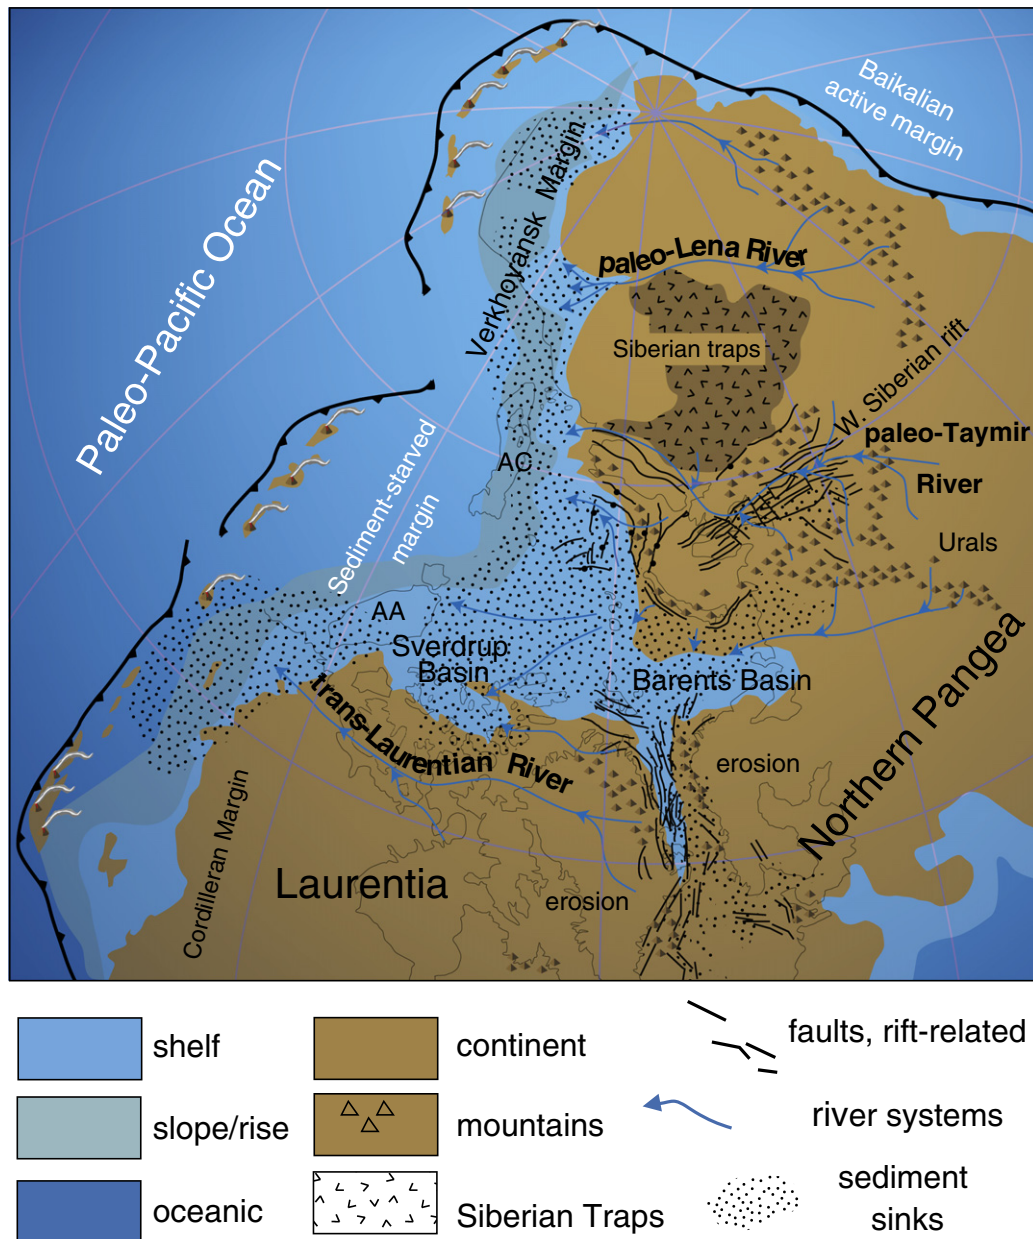 Baikalian
active margin
Paleo-Pacific Ocean
Verkhoyansk Margin
paleo-Lena River
Siberian traps
W. Siberian rift
paleo-Taymir
River
Urals
AC
Sediment-starved
margin
AA
Sverdrup
Basin
Barents Basin
Northern Pangea
trans-Laurentian River
erosion
Cordilleran Margin
Laurentia
erosion
shelf
continent
faults, rift-related
slope/rise
mountains
river systems
oceanic
Siberian Traps
sediment
sinks